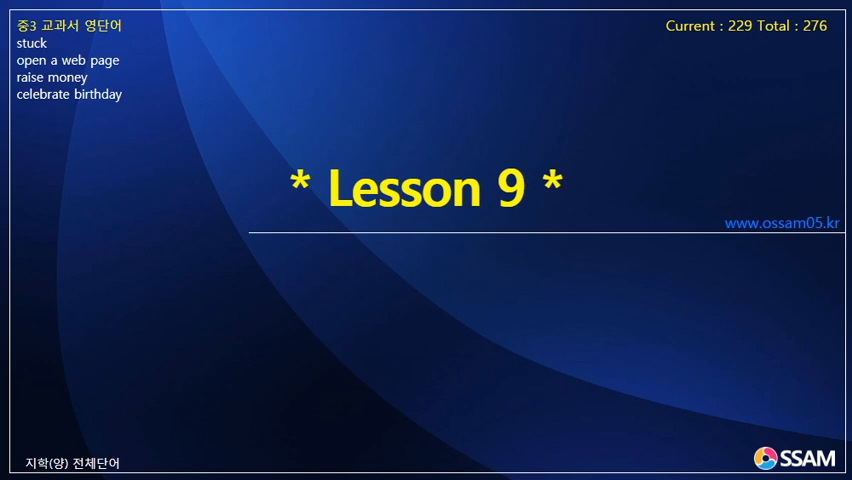 중3 교과서 영단어
stuck
open a web page
raise money
celebrate birthday
Current : 229 Total : 276
* Lesson 9 *
www.ossam05.kr
지학(양) 전체단어
OSSAM